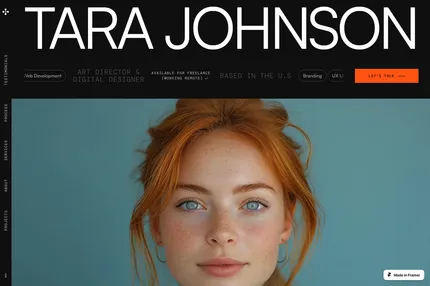 TARA JOHNSON
Web Development
ART DIRECTOR &
DIGITAL DESIGNER
AVAILABLE FOR FREELANCE
(WORKING REMOTE)
BASED IN THE U.S
Branding
UX U
LET'S TALK
TESTIMONIALS
PROCESS
SERVICES
ABOUT
PROJECTS
Made in Framer